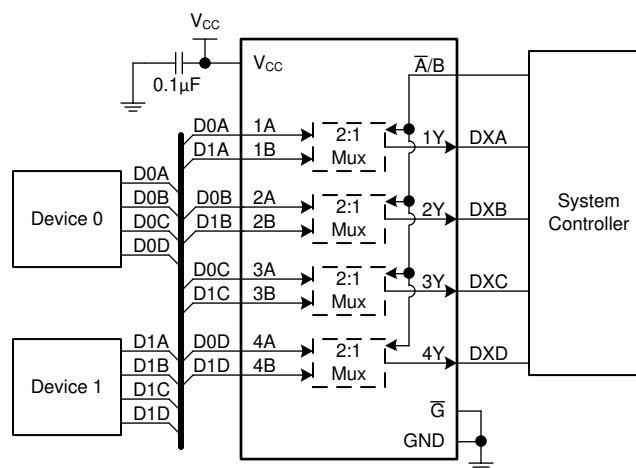 VCC
0.1µF
VCC
A̅/B
D0A 1A
D1A 1B
2:1
Mux
1Y DXA
D0B 2A
D1B 2B
2:1
Mux
2Y DXB
D0C 3A
D1C 3B
2:1
Mux
3Y DXC
D0D 4A
D1D 4B
2:1
Mux
4Y DXD
G̅
GND
Device 0
D0A
D0B
D0C
D0D
Device 1
D1A
D1B
D1C
D1D
System
Controller